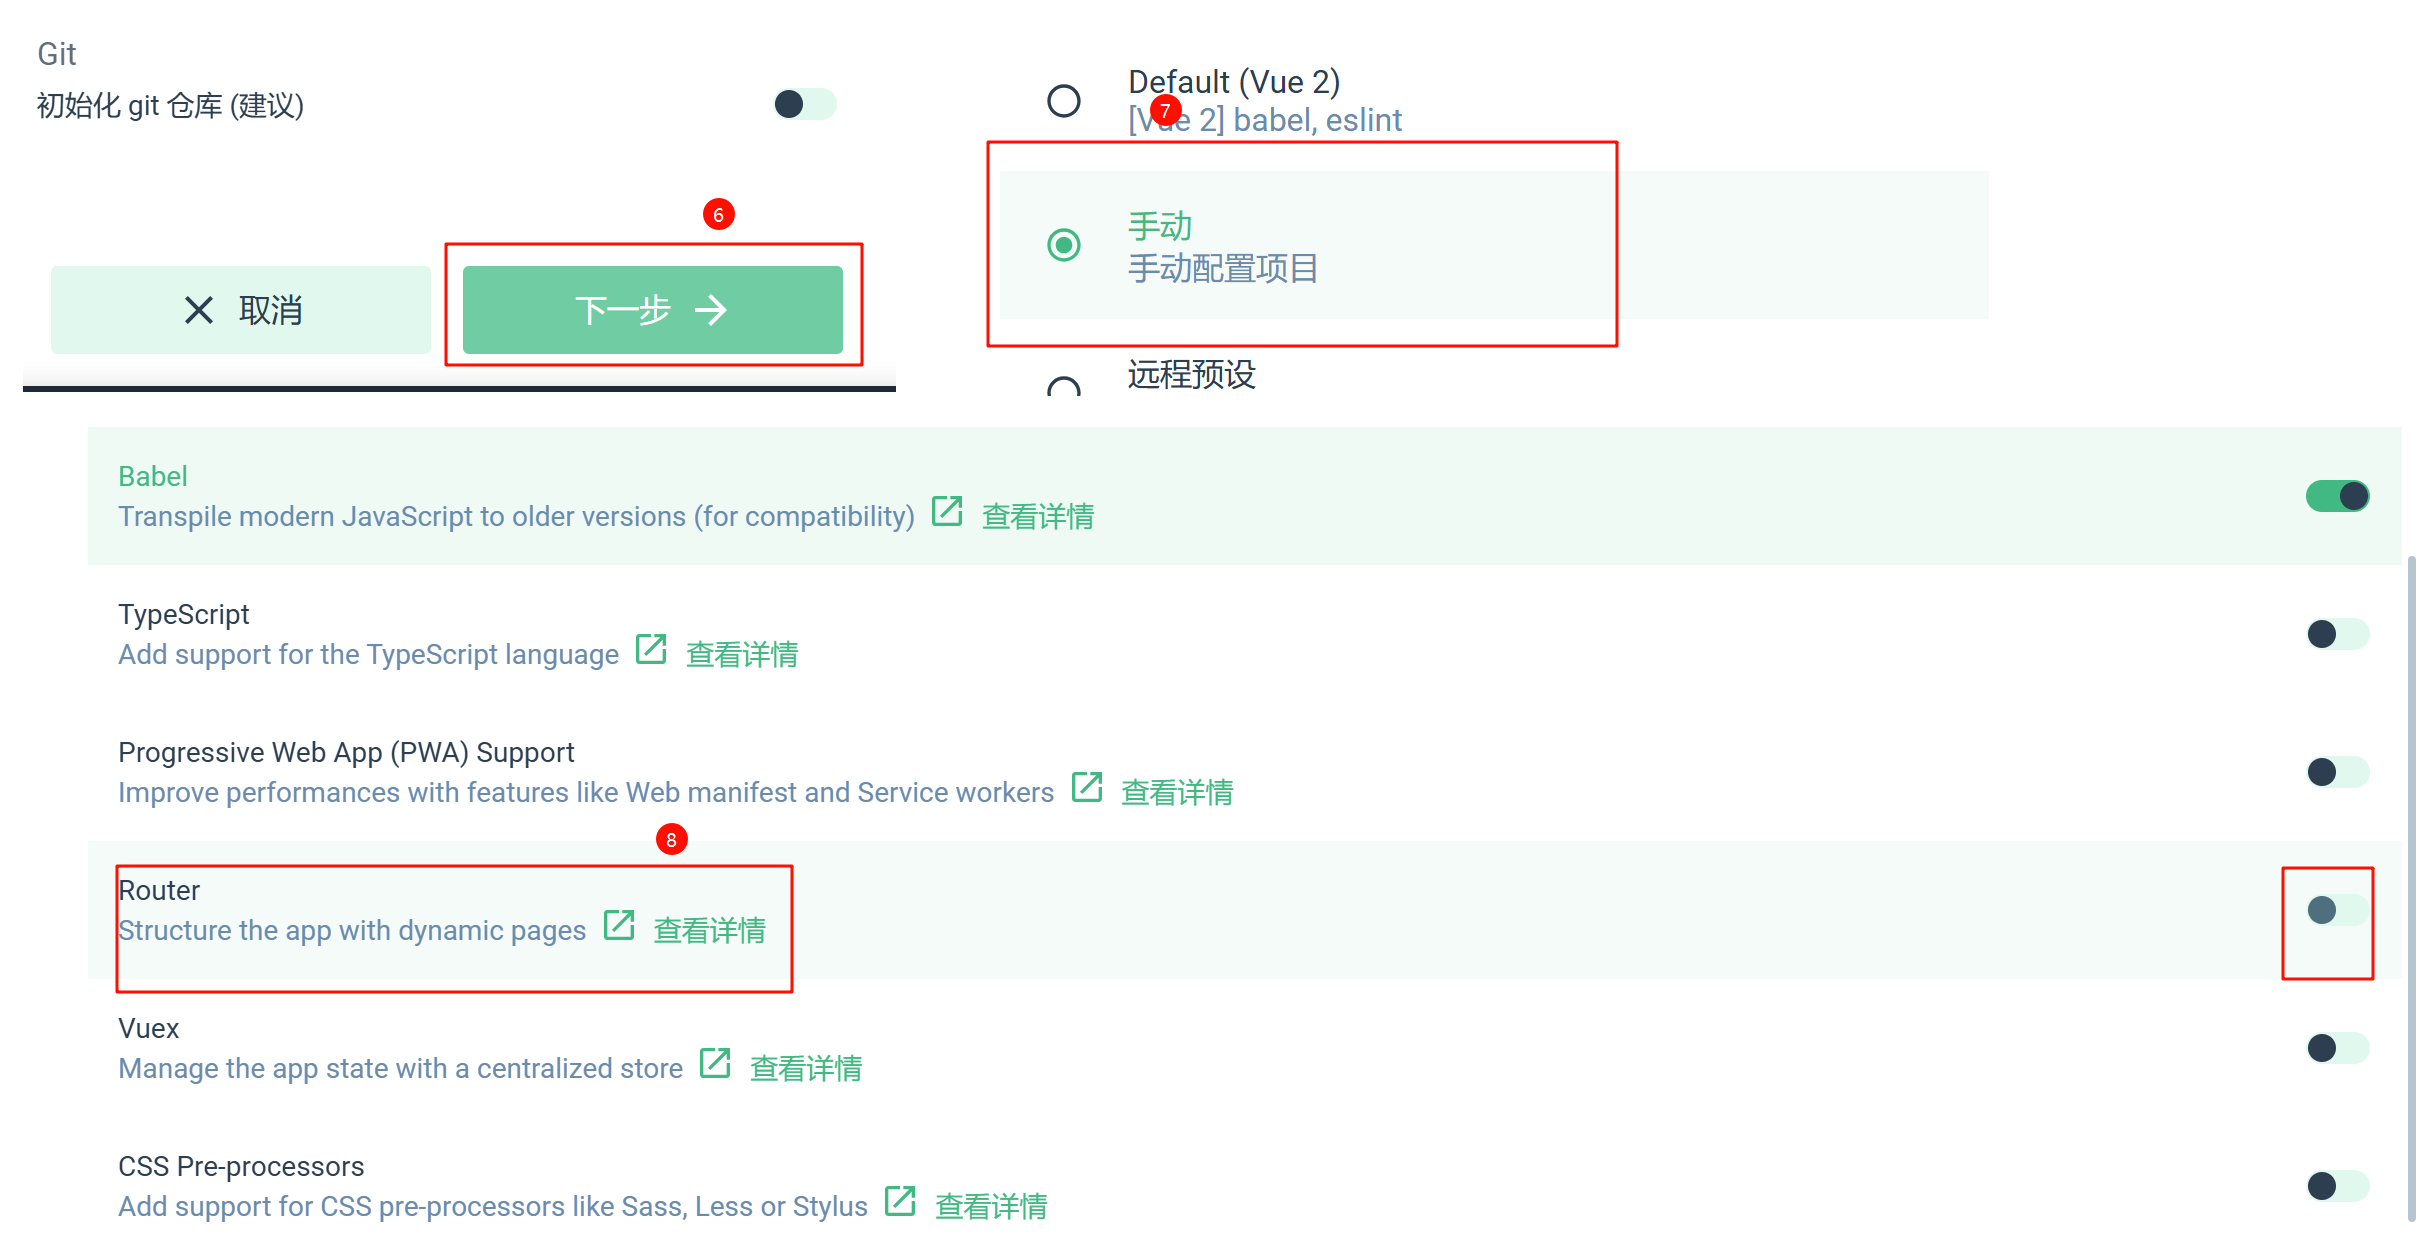 Git
初始化 git 仓库 (建议)
6
取消
下一步
Default (Vue 2)
7
[Vue 2] babel, eslint
手动
手动配置项目
远程预设
Babel
Transpile modern JavaScript to older versions (for compatibility) 查看详情
TypeScript
Add support for the TypeScript language 查看详情
Progressive Web App (PWA) Support
Improve performances with features like Web manifest and Service workers 查看详情
8
Router
Structure the app with dynamic pages 查看详情
Vuex
Manage the app state with a centralized store 查看详情
CSS Pre-processors
Add support for CSS pre-processors like Sass, Less or Stylus 查看详情